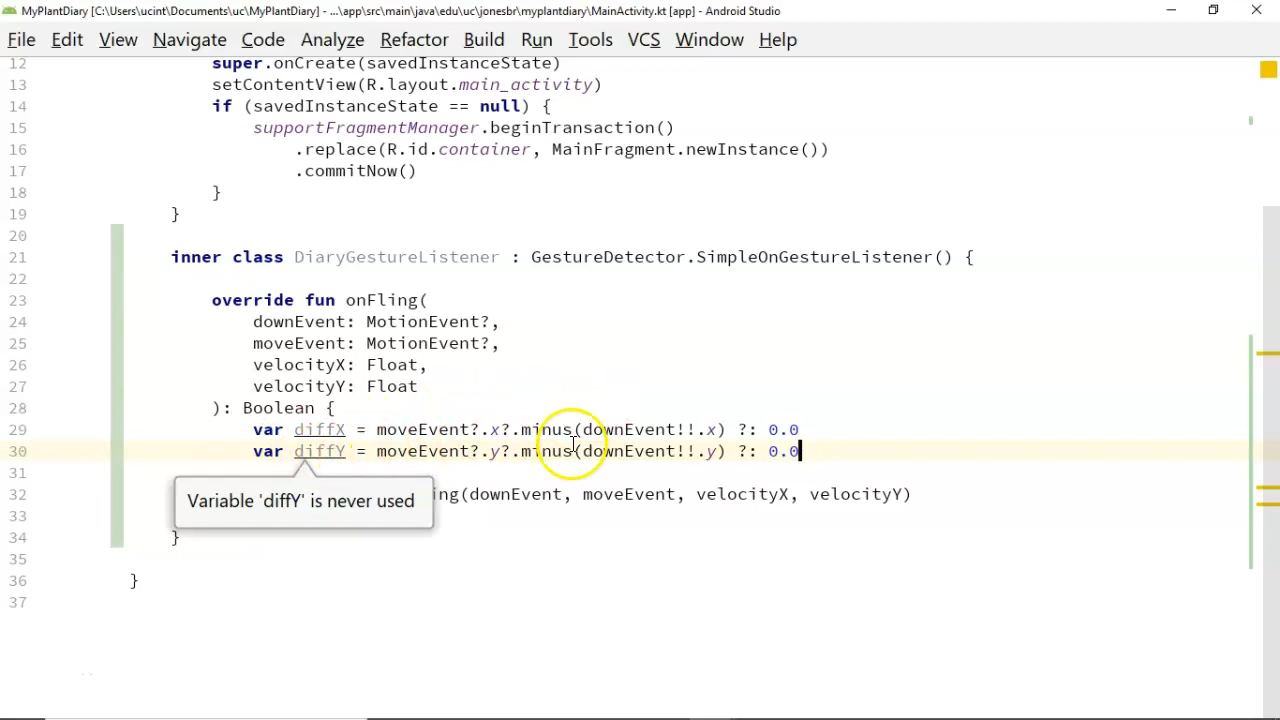 MyPlantDiary [C:\Users\ucint\Documents\uc\MyPlantDiary] - ...\app\src\main\java\edu\uc\jonesbr\myplantdiary\MainActivity.kt [app] - Android Studio
File Edit View Navigate Code Analyze Refactor Build Run Tools VCS Window Help
12 super.onCreate(savedInstanceState)
13 setContentView(R.layout.main_activity)
14 if (savedInstanceState == null) {
15 supportFragmentManager.beginTransaction()
16 .replace(R.id.container, MainFragment.newInstance())
17 .commitNow()
18 }
19 }
20
21 inner class DiaryGestureListener : GestureDetector.SimpleOnGestureListener() {
22
23 override fun onFling(
24 downEvent: MotionEvent?,
25 moveEvent: MotionEvent?,
26 velocityX: Float,
27 velocityY: Float
28 ): Boolean {
29 var diffX = moveEvent?.x?.minus(downEvent!!.x) ?: 0.0
30 var diffY = moveEvent?.y?.minus(downEvent!!.y) ?: 0.0
31
32 ing(downEvent, moveEvent, velocityX, velocityY)
Variable 'diffY' is never used
33
34 }
35
36 }
37